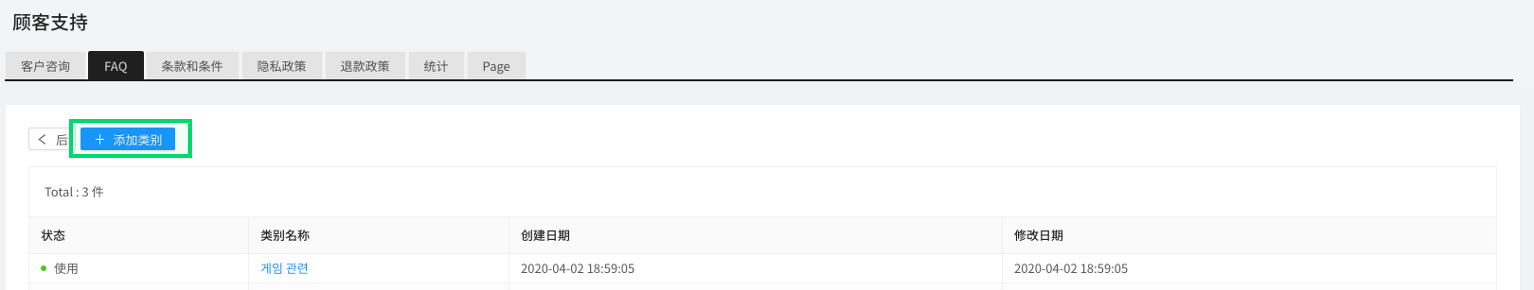 顾客支持
客户咨询 FAQ 条款和条件 隐私政策 退款政策 统计 Page
< 后 + 添加类别
Total : 3 件
状态 类别名称 创建日期 修改日期
使用 게임 관련 2020-04-02 18:59:05 2020-04-02 18:59:05